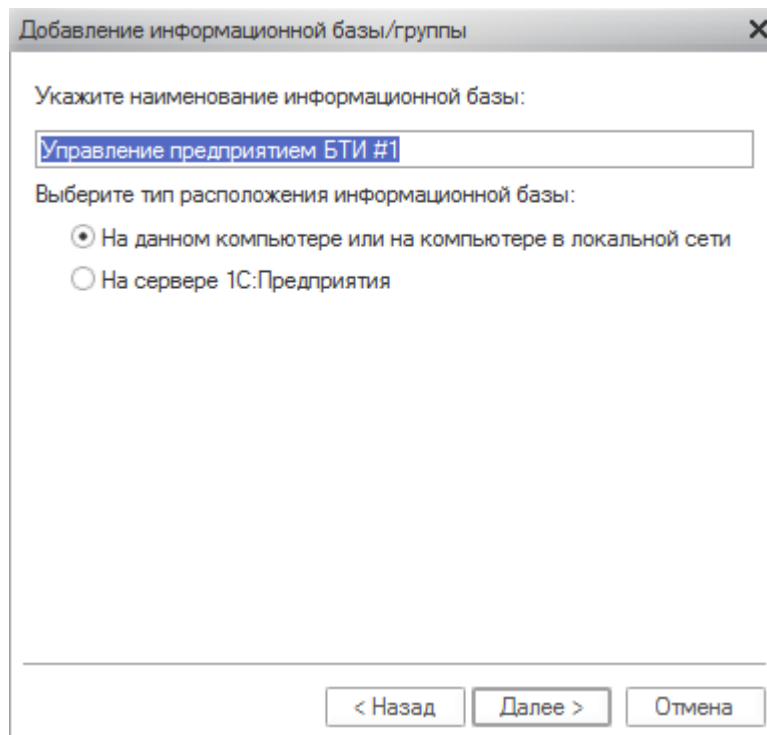 Добавление информационной базы/группы
Укажите наименование информационной базы:
Управление предприятием БТИ #1
Выберите тип расположения информационной базы:
На данном компьютере или на компьютере в локальной сети
На сервере 1С:Предприятия
< Назад
Далее >
Отмена